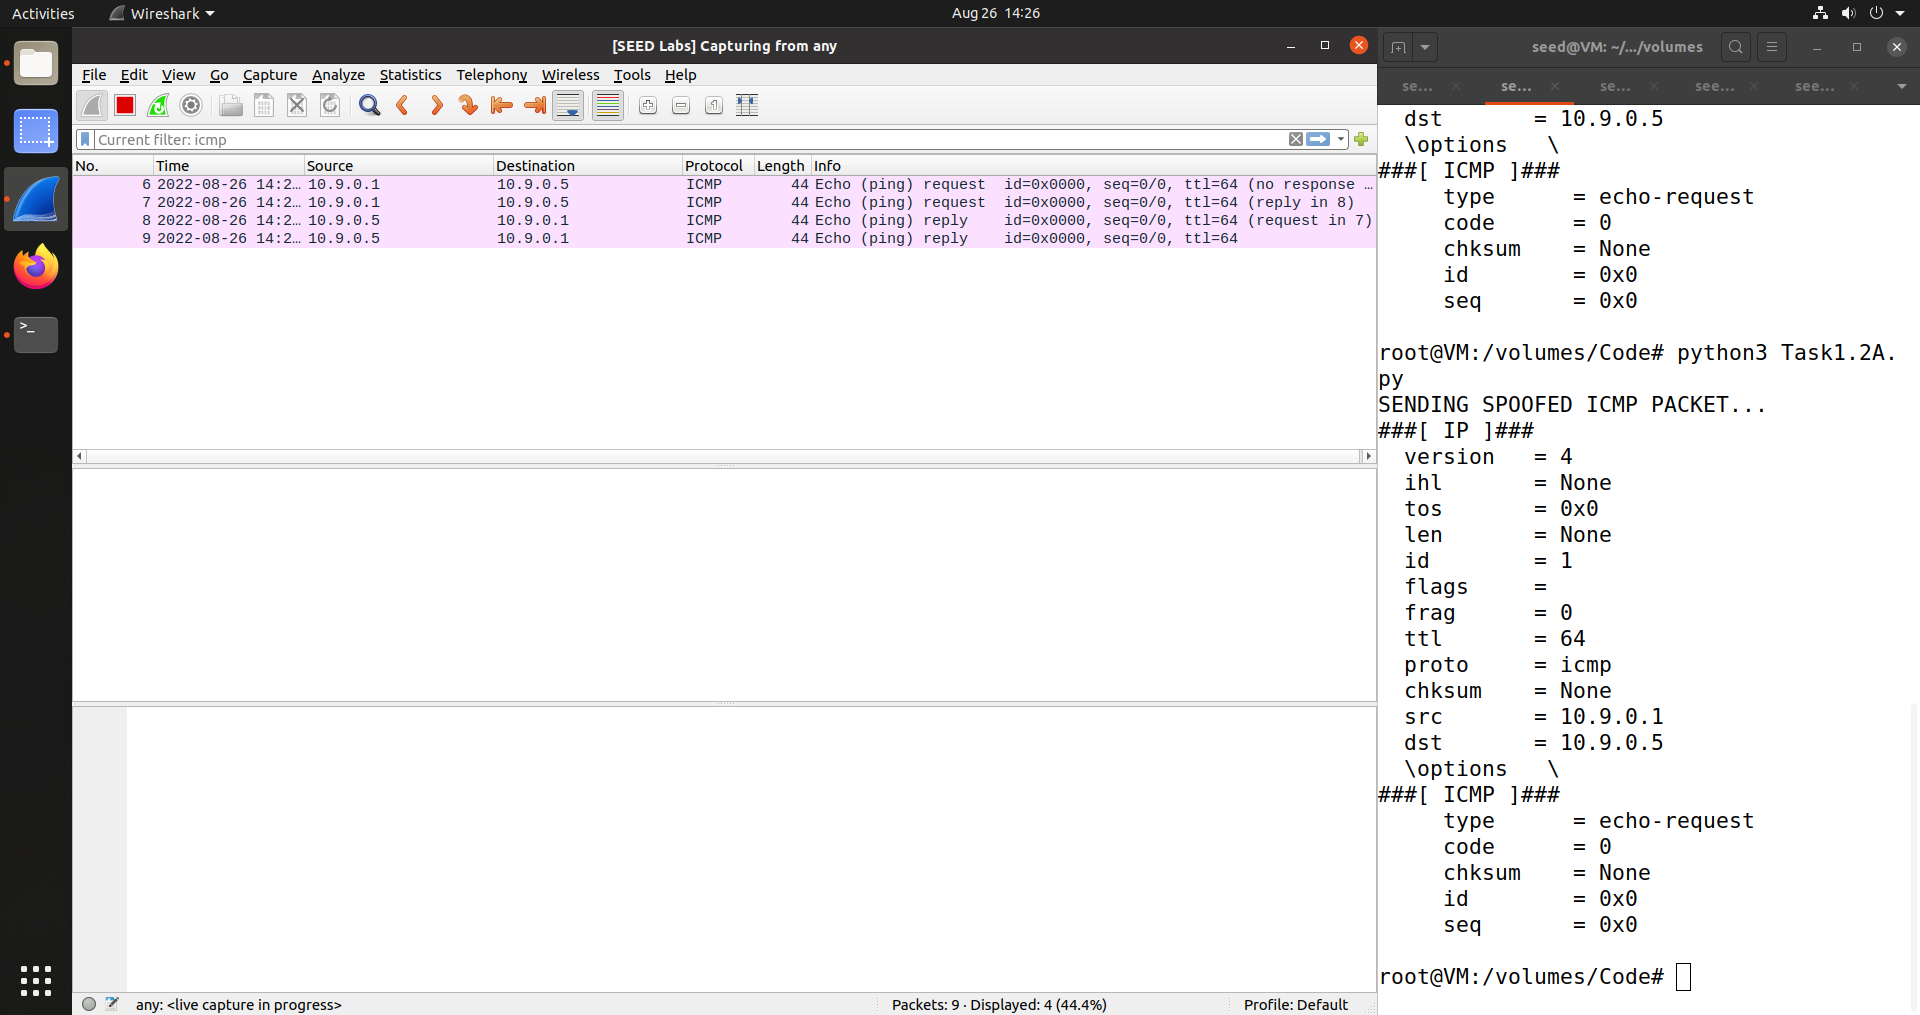 Activities
Wireshark
Aug 26 14:26
[SEED Labs] Capturing from any
File Edit View Go Capture Analyze Statistics Telephony Wireless Tools Help
Current filter: icmp
No. Time Source Destination Protocol Length Info
6 2022-08-26 14:2… 10.9.0.1 10.9.0.5 ICMP 44 Echo (ping) request id=0x0000, seq=0/0, ttl=64 (no response …
7 2022-08-26 14:2… 10.9.0.1 10.9.0.5 ICMP 44 Echo (ping) request id=0x0000, seq=0/0, ttl=64 (reply in 8)
8 2022-08-26 14:2… 10.9.0.5 10.9.0.1 ICMP 44 Echo (ping) reply id=0x0000, seq=0/0, ttl=64 (request in 7)
9 2022-08-26 14:2… 10.9.0.5 10.9.0.1 ICMP 44 Echo (ping) reply id=0x0000, seq=0/0, ttl=64
any: <live capture in progress>
Packets: 9 · Displayed: 4 (44.4%)
Profile: Default
seed@VM: ~/.../volumes
se... se... se... see... see...
dst = 10.9.0.5
\options \
###[ ICMP ]###
type = echo-request
code = 0
chksum = None
id = 0x0
seq = 0x0
root@VM:/volumes/Code# python3 Task1.2A.
py
SENDING SPOOFED ICMP PACKET...
###[ IP ]###
version = 4
ihl = None
tos = 0x0
len = None
id = 1
flags =
frag = 0
ttl = 64
proto = icmp
chksum = None
src = 10.9.0.1
dst = 10.9.0.5
\options \
###[ ICMP ]###
type = echo-request
code = 0
chksum = None
id = 0x0
seq = 0x0
root@VM:/volumes/Code#